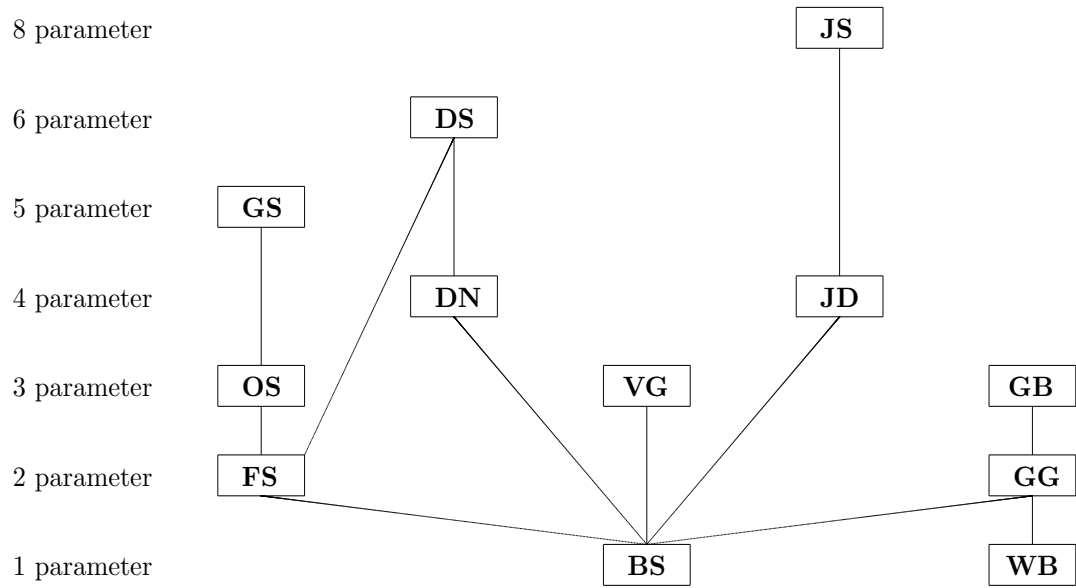 8 parameter JS
6 parameter DS
5 parameter GS
4 parameter DN JD
3 parameter OS VG GB
2 parameter FS GG
1 parameter BS WB